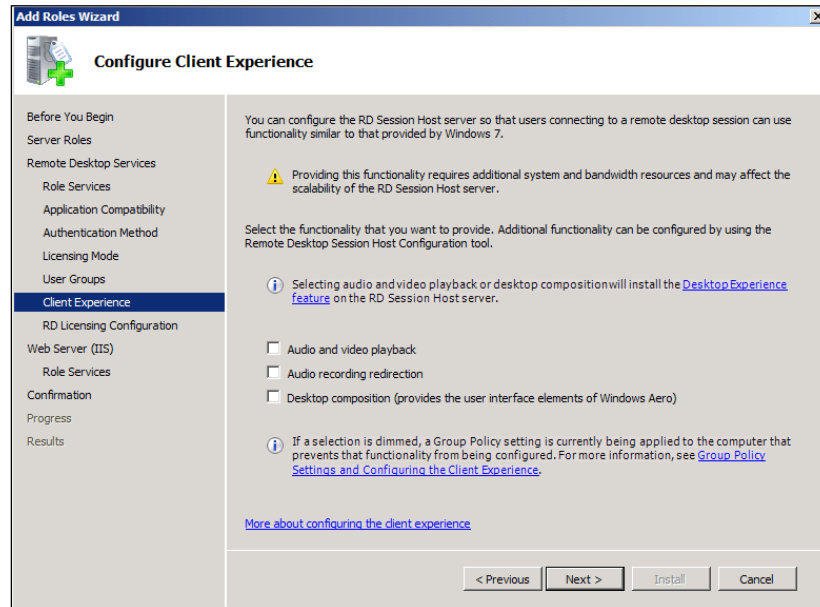 Add Roles Wizard
Configure Client Experience
Before You Begin
Server Roles
Remote Desktop Services
Role Services
Application Compatibility
Authentication Method
Licensing Mode
User Groups
Client Experience
RD Licensing Configuration
Web Server (IIS)
Role Services
Confirmation
Progress
Results
You can configure the RD Session Host server so that users connecting to a remote desktop session can use
functionality similar to that provided by Windows 7.
Providing this functionality requires additional system and bandwidth resources and may affect the
scalability of the RD Session Host server.
Select the functionality that you want to provide. Additional functionality can be configured by using the
Remote Desktop Session Host Configuration tool.
Selecting audio and video playback or desktop composition will install the Desktop Experience
feature on the RD Session Host server.
Audio and video playback
Audio recording redirection
Desktop composition (provides the user interface elements of Windows Aero)
If a selection is dimmed, a Group Policy setting is currently being applied to the computer that
prevents that functionality from being configured. For more information, see Group Policy
Settings and Configuring the Client Experience.
More about configuring the client experience
< Previous
Next >
Install
Cancel